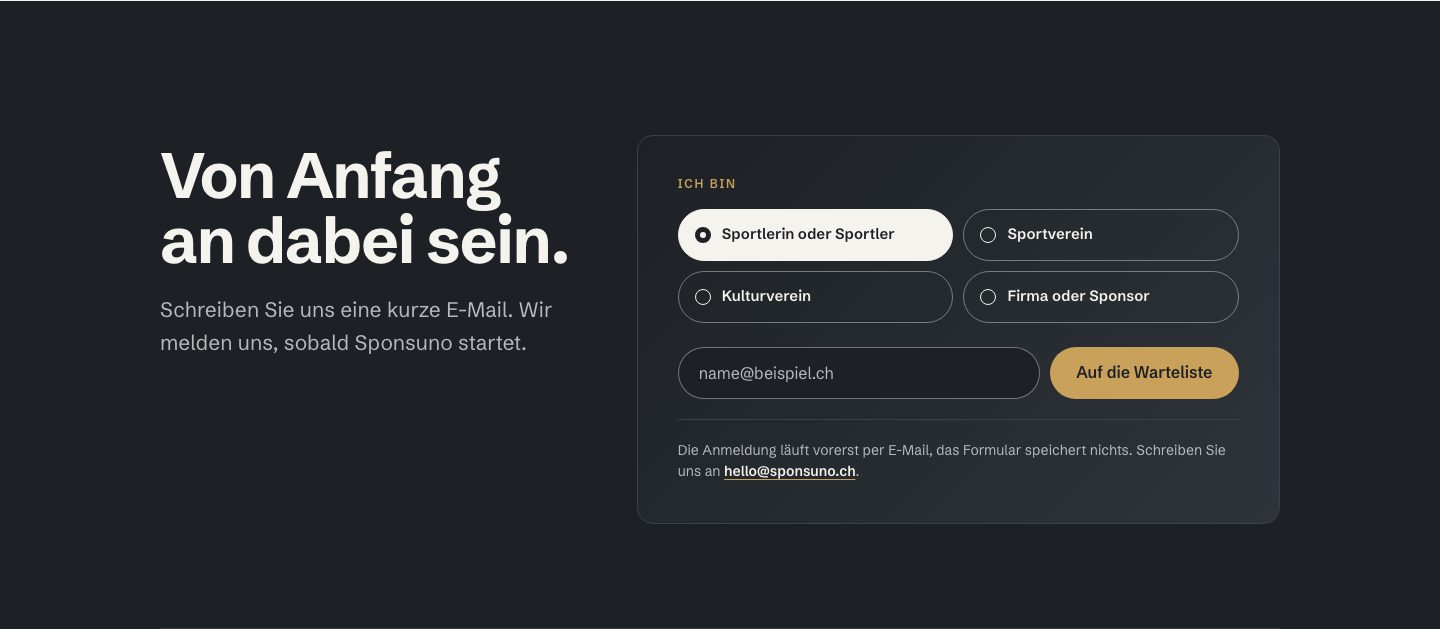 Von Anfang
an dabei sein.
Schreiben Sie uns eine kurze E-Mail. Wir
melden uns, sobald Sponsuno startet.
ICH BIN
Sportlerin oder Sportler
Sportverein
Kulturverein
Firma oder Sponsor
name@beispiel.ch
Auf die Warteliste
Die Anmeldung läuft vorerst per E-Mail, das Formular speichert nichts. Schreiben Sie
uns an hello@sponsuno.ch.